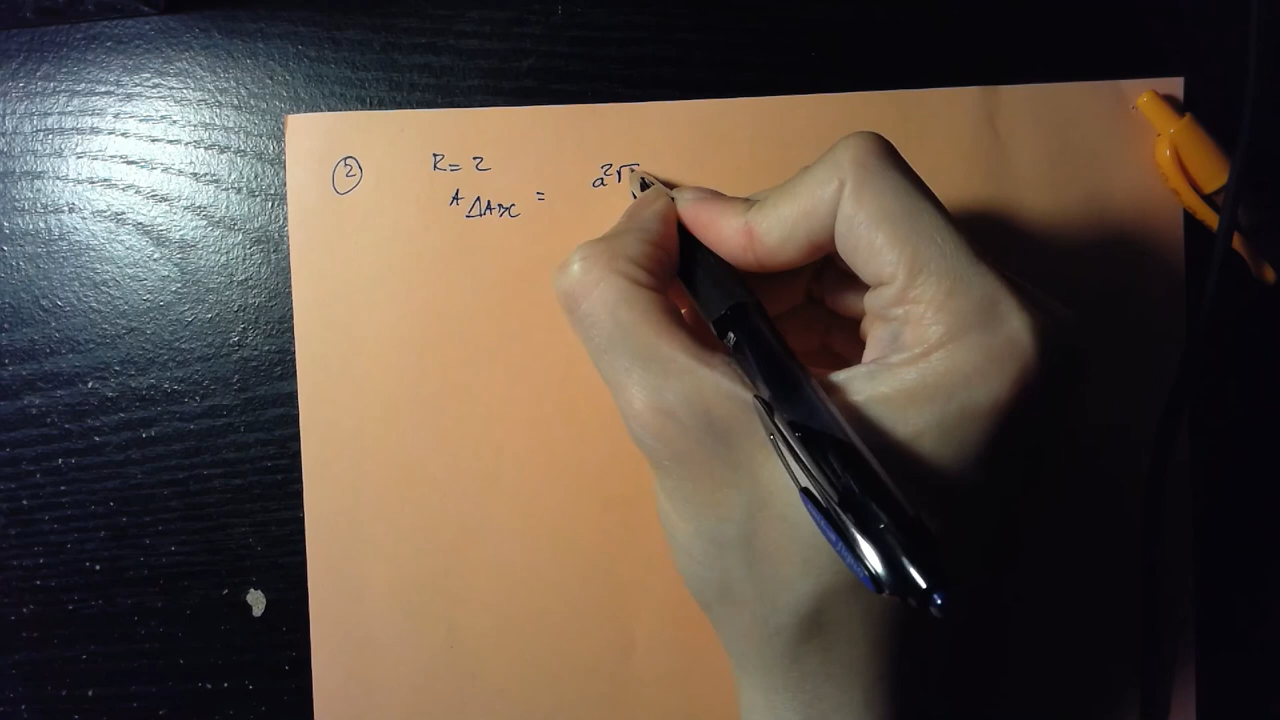 ② R = 2
A ΔABC = a²√